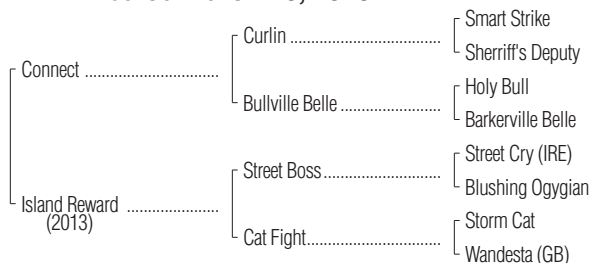 Connect
Island Reward
(2013)
Curlin
Bullville Belle
Street Boss
Cat Fight
Smart Strike
Sherriff's Deputy
Holy Bull
Barkerville Belle
Street Cry (IRE)
Blushing Ogygian
Storm Cat
Wandesta (GB)